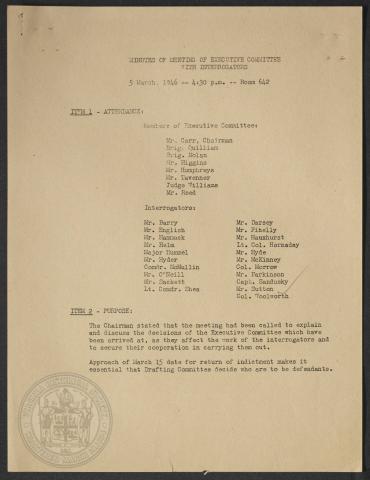 MINUTES OF MEETING OF EXECUTIVE COMMITTEE
WITH INTERROGATORS
5 March, 1946 -- 4:30 p.m. -- Room 642
ITEM 1 - ATTENDANCE:
Members of Executive Committee:
Mr. Carr, Chairman
Brig. Quilliam
Brig. Nolan
Mr. Higgins
Mr. Humphreys
Mr. Tavenner
Judge Williams
Mr. Reed
Interrogators:
Mr. Barry
Mr. English
Mr. Hammack
Mr. Helm
Major Hummel
Mr. Hyder
Comdr. McMullin
Mr. O'Neill
Mr. Sackett
Lt. Comdr. Shea
Mr. Darsey
Mr. Fihelly
Mr. Humhurst
Lt. Col. Hornaday
Mr. Hyde
Mr. McKinney
Col. Morrow
Mr. Parkinson
Capt. Sandusky
Mr. Sutton
Col. Woolworth
ITEM 2 - PURPOSE:
The Chairman stated that the meeting had been called to explain
and discuss the decisions of the Executive Committee which have
been arrived at, as they affect the work of the interrogators and
to secure their cooperation in carrying them out.
Approach of March 15 date for return of indictment makes it
essential that Drafting Committee decide who are to be defendants.